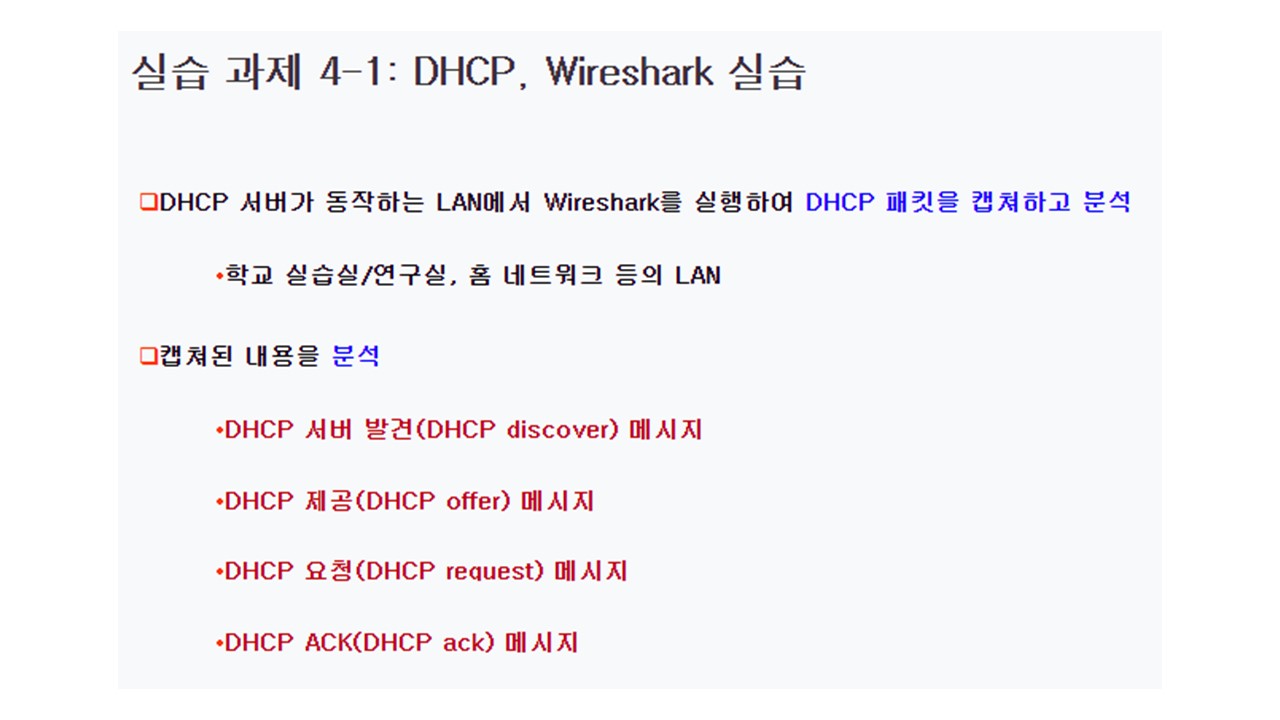 실습 과제 4-1: DHCP, Wireshark 실습
❑DHCP 서버가 동작하는 LAN에서 Wireshark를 실행하여 DHCP 패킷을 캡쳐하고 분석
•학교 실습실/연구실, 홈 네트워크 등의 LAN
❑캡쳐된 내용을 분석
•DHCP 서버 발견(DHCP discover) 메시지
•DHCP 제공(DHCP offer) 메시지
•DHCP 요청(DHCP request) 메시지
•DHCP ACK(DHCP ack) 메시지